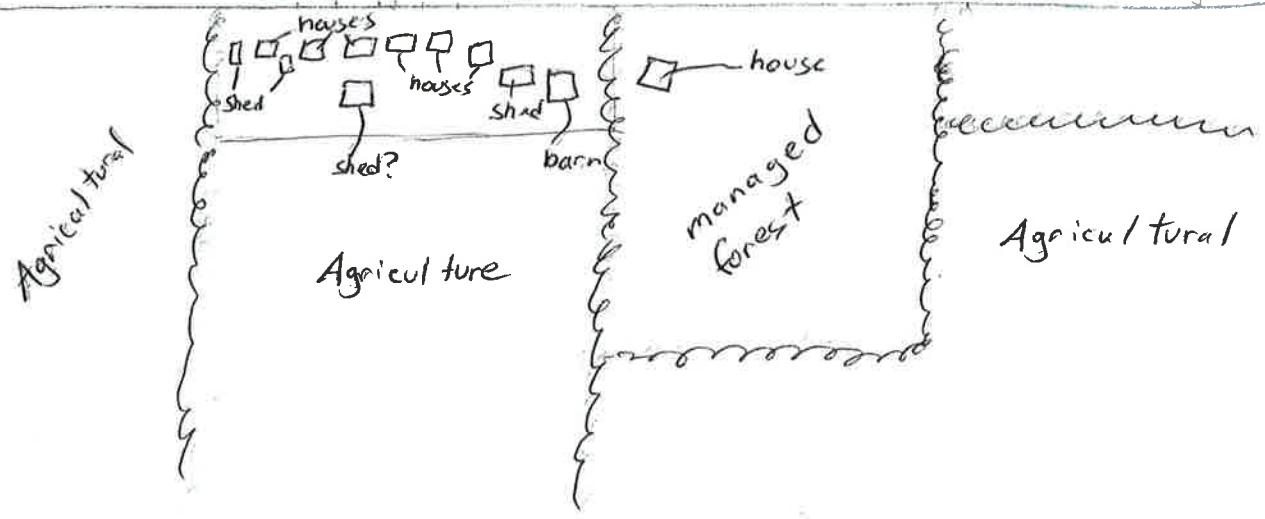 houses
house
shed
houses
shed
shed?
barn
managed
forest
Agricultural
Agriculture
Agricultural